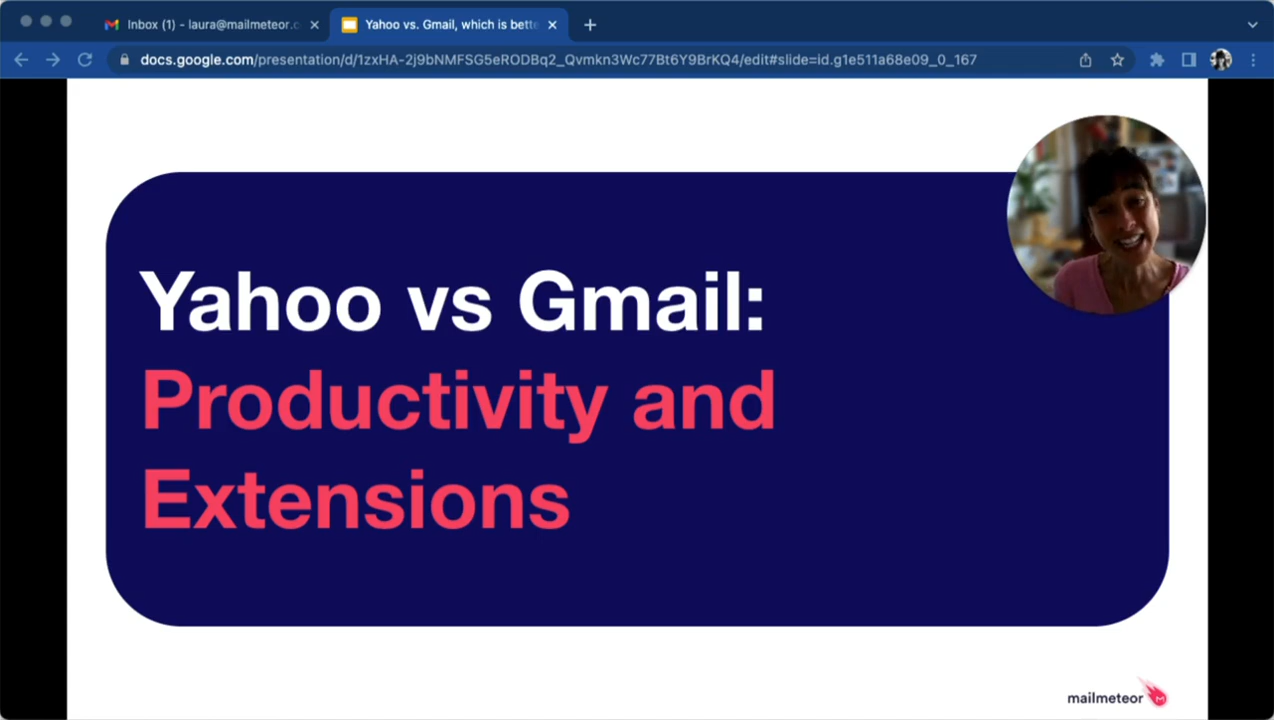 Inbox (1) - laura@mailmeteor.c
Yahoo vs. Gmail, which is bette
docs.google.com/presentation/d/1zxHA-2j9bNMFSG5eRODBq2_Qvmkn3Wc77Bt6Y9BrKQ4/edit#slide=id.g1e511a68e09_0_167
Yahoo vs Gmail:
Productivity and
Extensions
mailmeteor